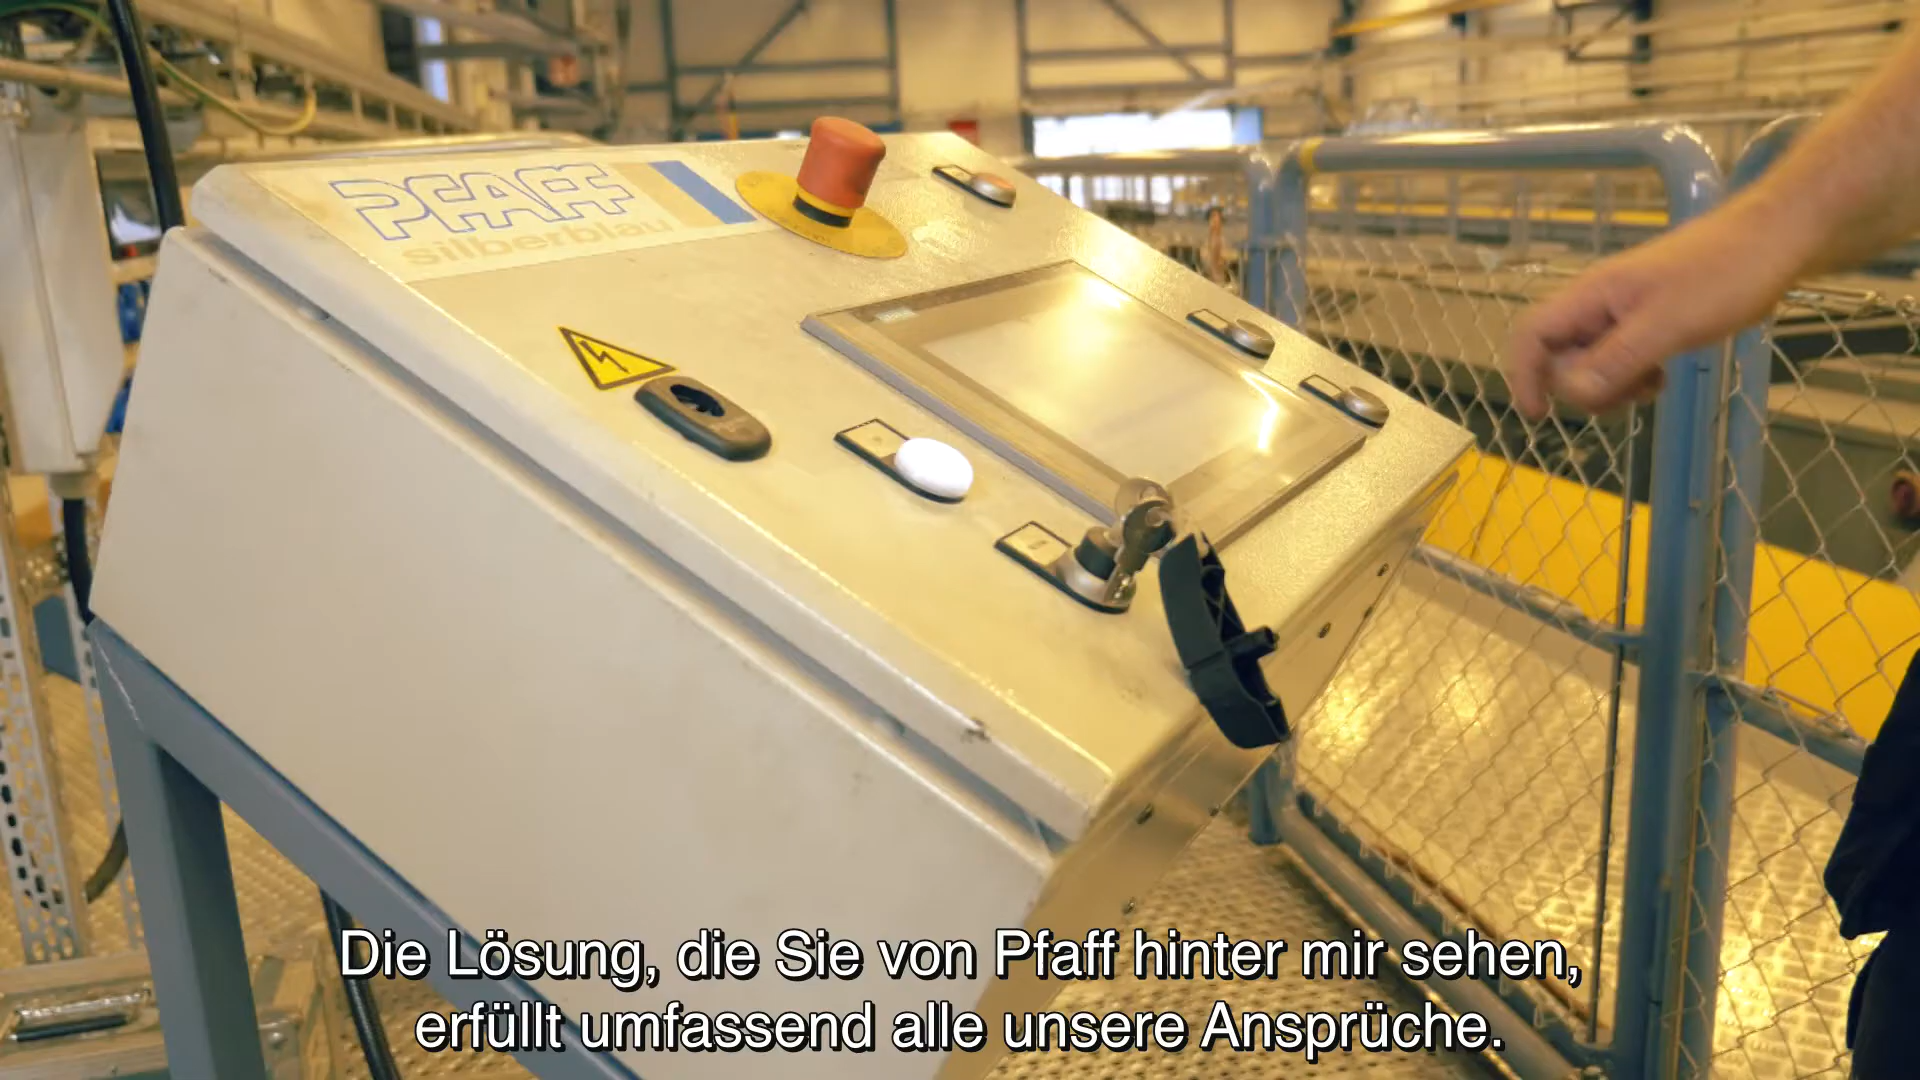 PFAFF
silberblau
Die Lösung, die Sie von Pfaff hinter mir sehen,
erfüllt umfassend alle unsere Ansprüche.